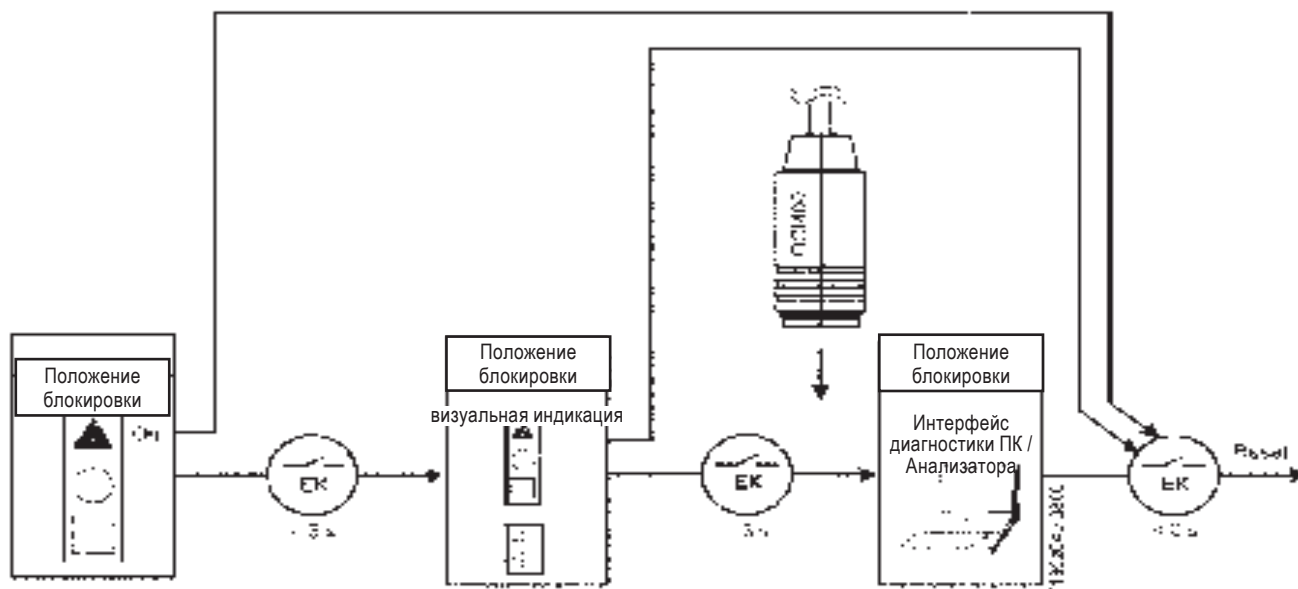 Положение
блокировки
Положение
блокировки
визуальная индикация
Положение
блокировки
Интерфейс
диагностики ПК /
Анализатора
EK
EK
EK
Reset